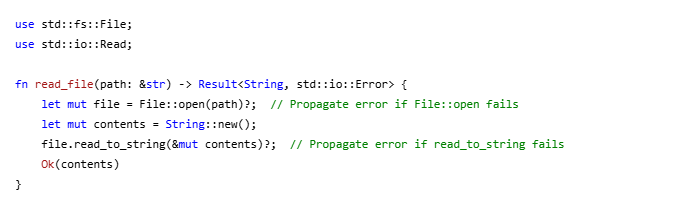 use std::fs::File;
use std::io::Read;

fn read_file(path: &str) -> Result<String, std::io::Error> {
    let mut file = File::open(path)?;  // Propagate error if File::open fails
    let mut contents = String::new();
    file.read_to_string(&mut contents)?;  // Propagate error if read_to_string fails
    Ok(contents)
}